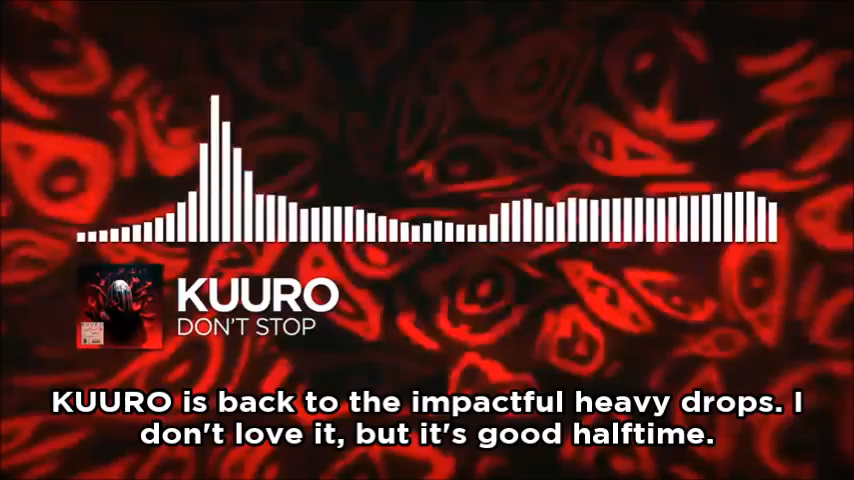 KUURO
DON'T STOP
KUURO is back to the impactful heavy drops. I
don't love it, but it's good halftime.